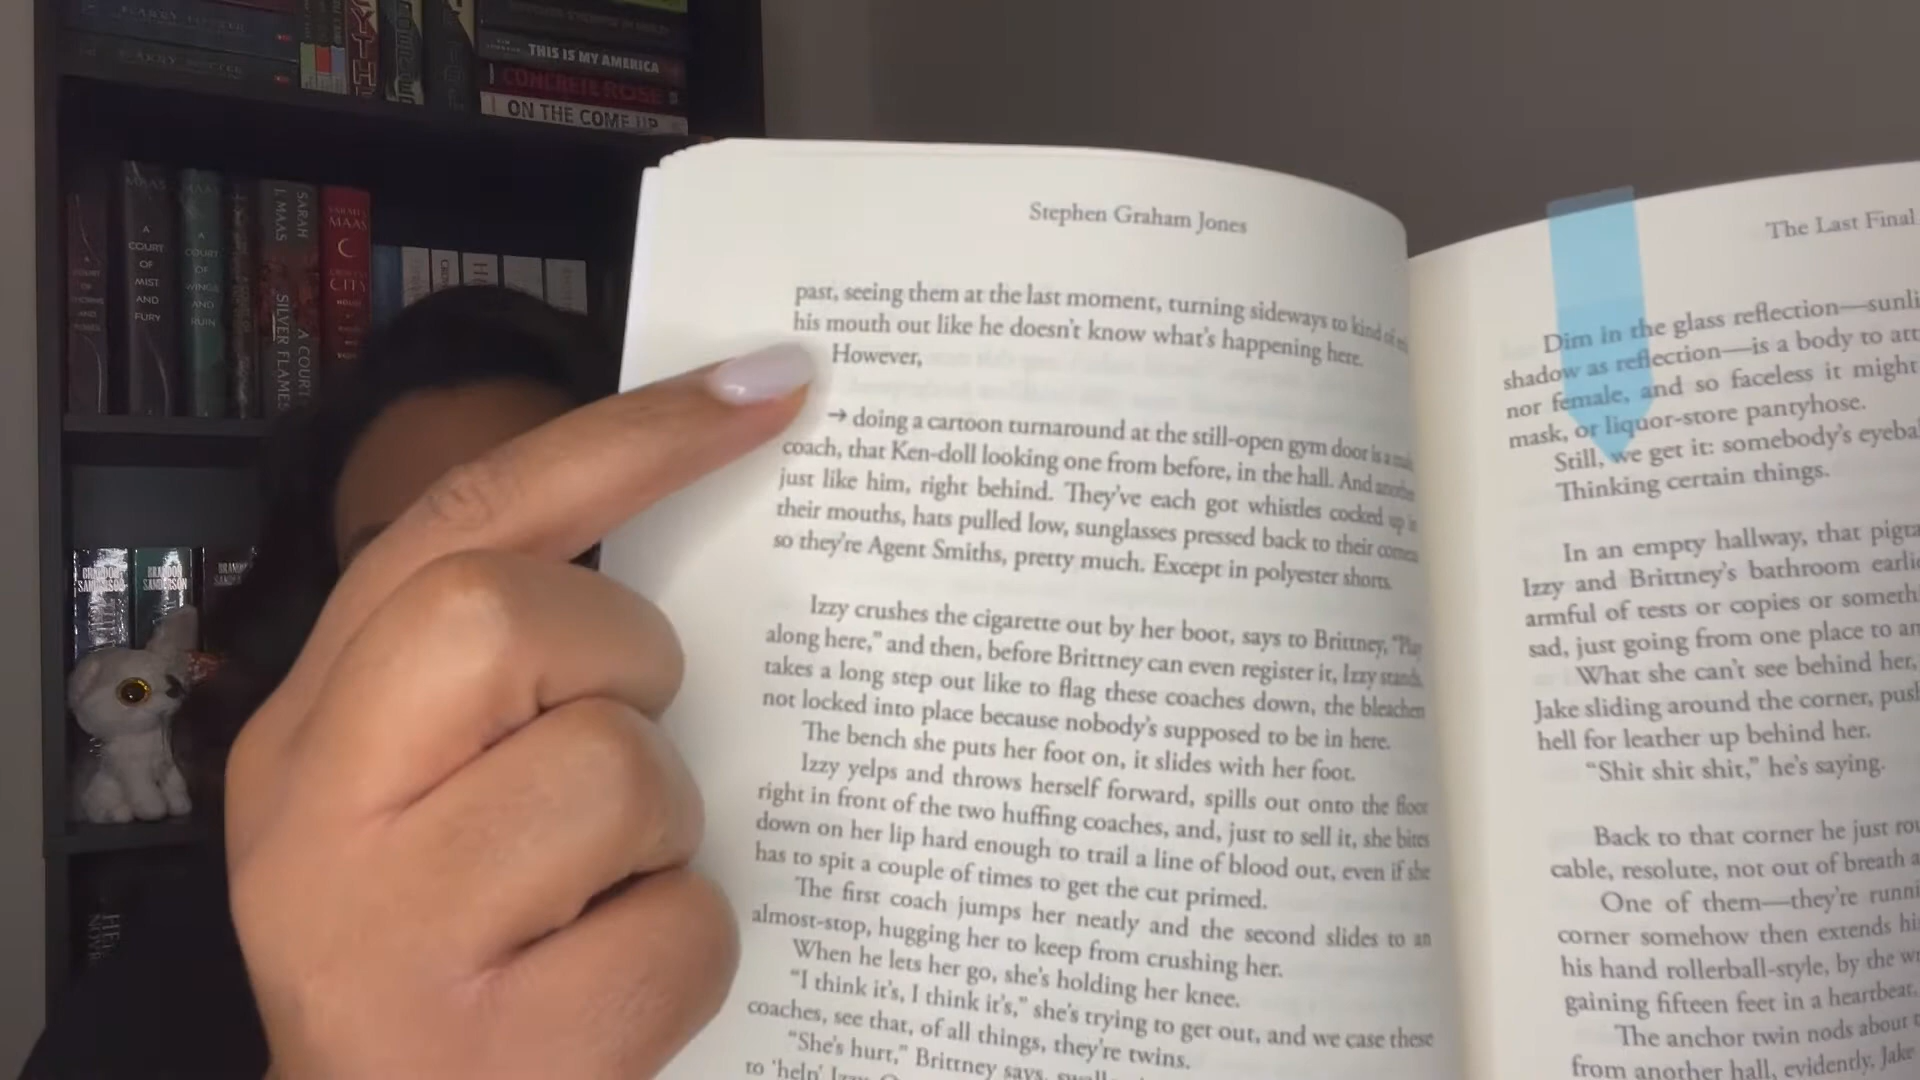 THIS IS MY AMERICA
CONCRETE ROSE
ON THE COME UP
MAAS
A
COURT
OF
MIST
AND
FURY
MAAS
A
COURT
OF
WINGS
AND
RUIN
SARAH
J. MAAS
A COURT
SILVER FLAMES
MAAS
CITY
BRANDON
SANDERSON
BRANDON
SANDERSON
Stephen Graham Jones
past, seeing them at the last moment, turning sideways to kind of
his mouth out like he doesn't know what's happening here.
However,
→ doing a cartoon turnaround at the still-open gym door is a
coach, that Ken-doll looking one from before, in the hall. And another
just like him, right behind. They've each got whistles cocked up in
their mouths, hats pulled low, sunglasses pressed back to their
so they're Agent Smiths, pretty much. Except in polyester shorts.
Izzy crushes the cigarette out by her boot, says to Brittney, "Play
along here," and then, before Brittney can even register it, Izzy stands,
takes a long step out like to flag these coaches down, the bleachers
not locked into place because nobody's supposed to be in here.
The bench she puts her foot on, it slides with her foot.
Izzy yelps and throws herself forward, spills out onto the floor
right in front of the two huffing coaches, and, just to sell it, she bites
down on her lip hard enough to trail a line of blood out, even if she
has to spit a couple of times to get the cut primed.
The first coach jumps her neatly and the second slides to an
almost-stop, hugging her to keep from crushing her.
When he lets her go, she's holding her knee.
"I think it's, I think it's," she's trying to get out, and we case these
coaches, see that, of all things, they're twins.
"She's hurt," Brittney says,
to 'help' Izzy
The Last Final
Dim in the glass reflection—sunli
shadow as reflection—is a body to att
nor female, and so faceless it might
mask, or liquor-store pantyhose.
Still, we get it: somebody's eyeba
Thinking certain things.
In an empty hallway, that pigta
Izzy and Brittney's bathroom earlie
armful of tests or copies or someth
sad, just going from one place to an
What she can't see behind her,
Jake sliding around the corner, push
hell for leather up behind her.
"Shit shit shit," he's saying.
Back to that corner he just rou
cable, resolute, not out of breath a
One of them—they're runni
corner somehow then extends his
his hand rollerball-style, by the w
gaining fifteen feet in a heartbeat.
The anchor twin nods about t
from another hall, evidently, Jake